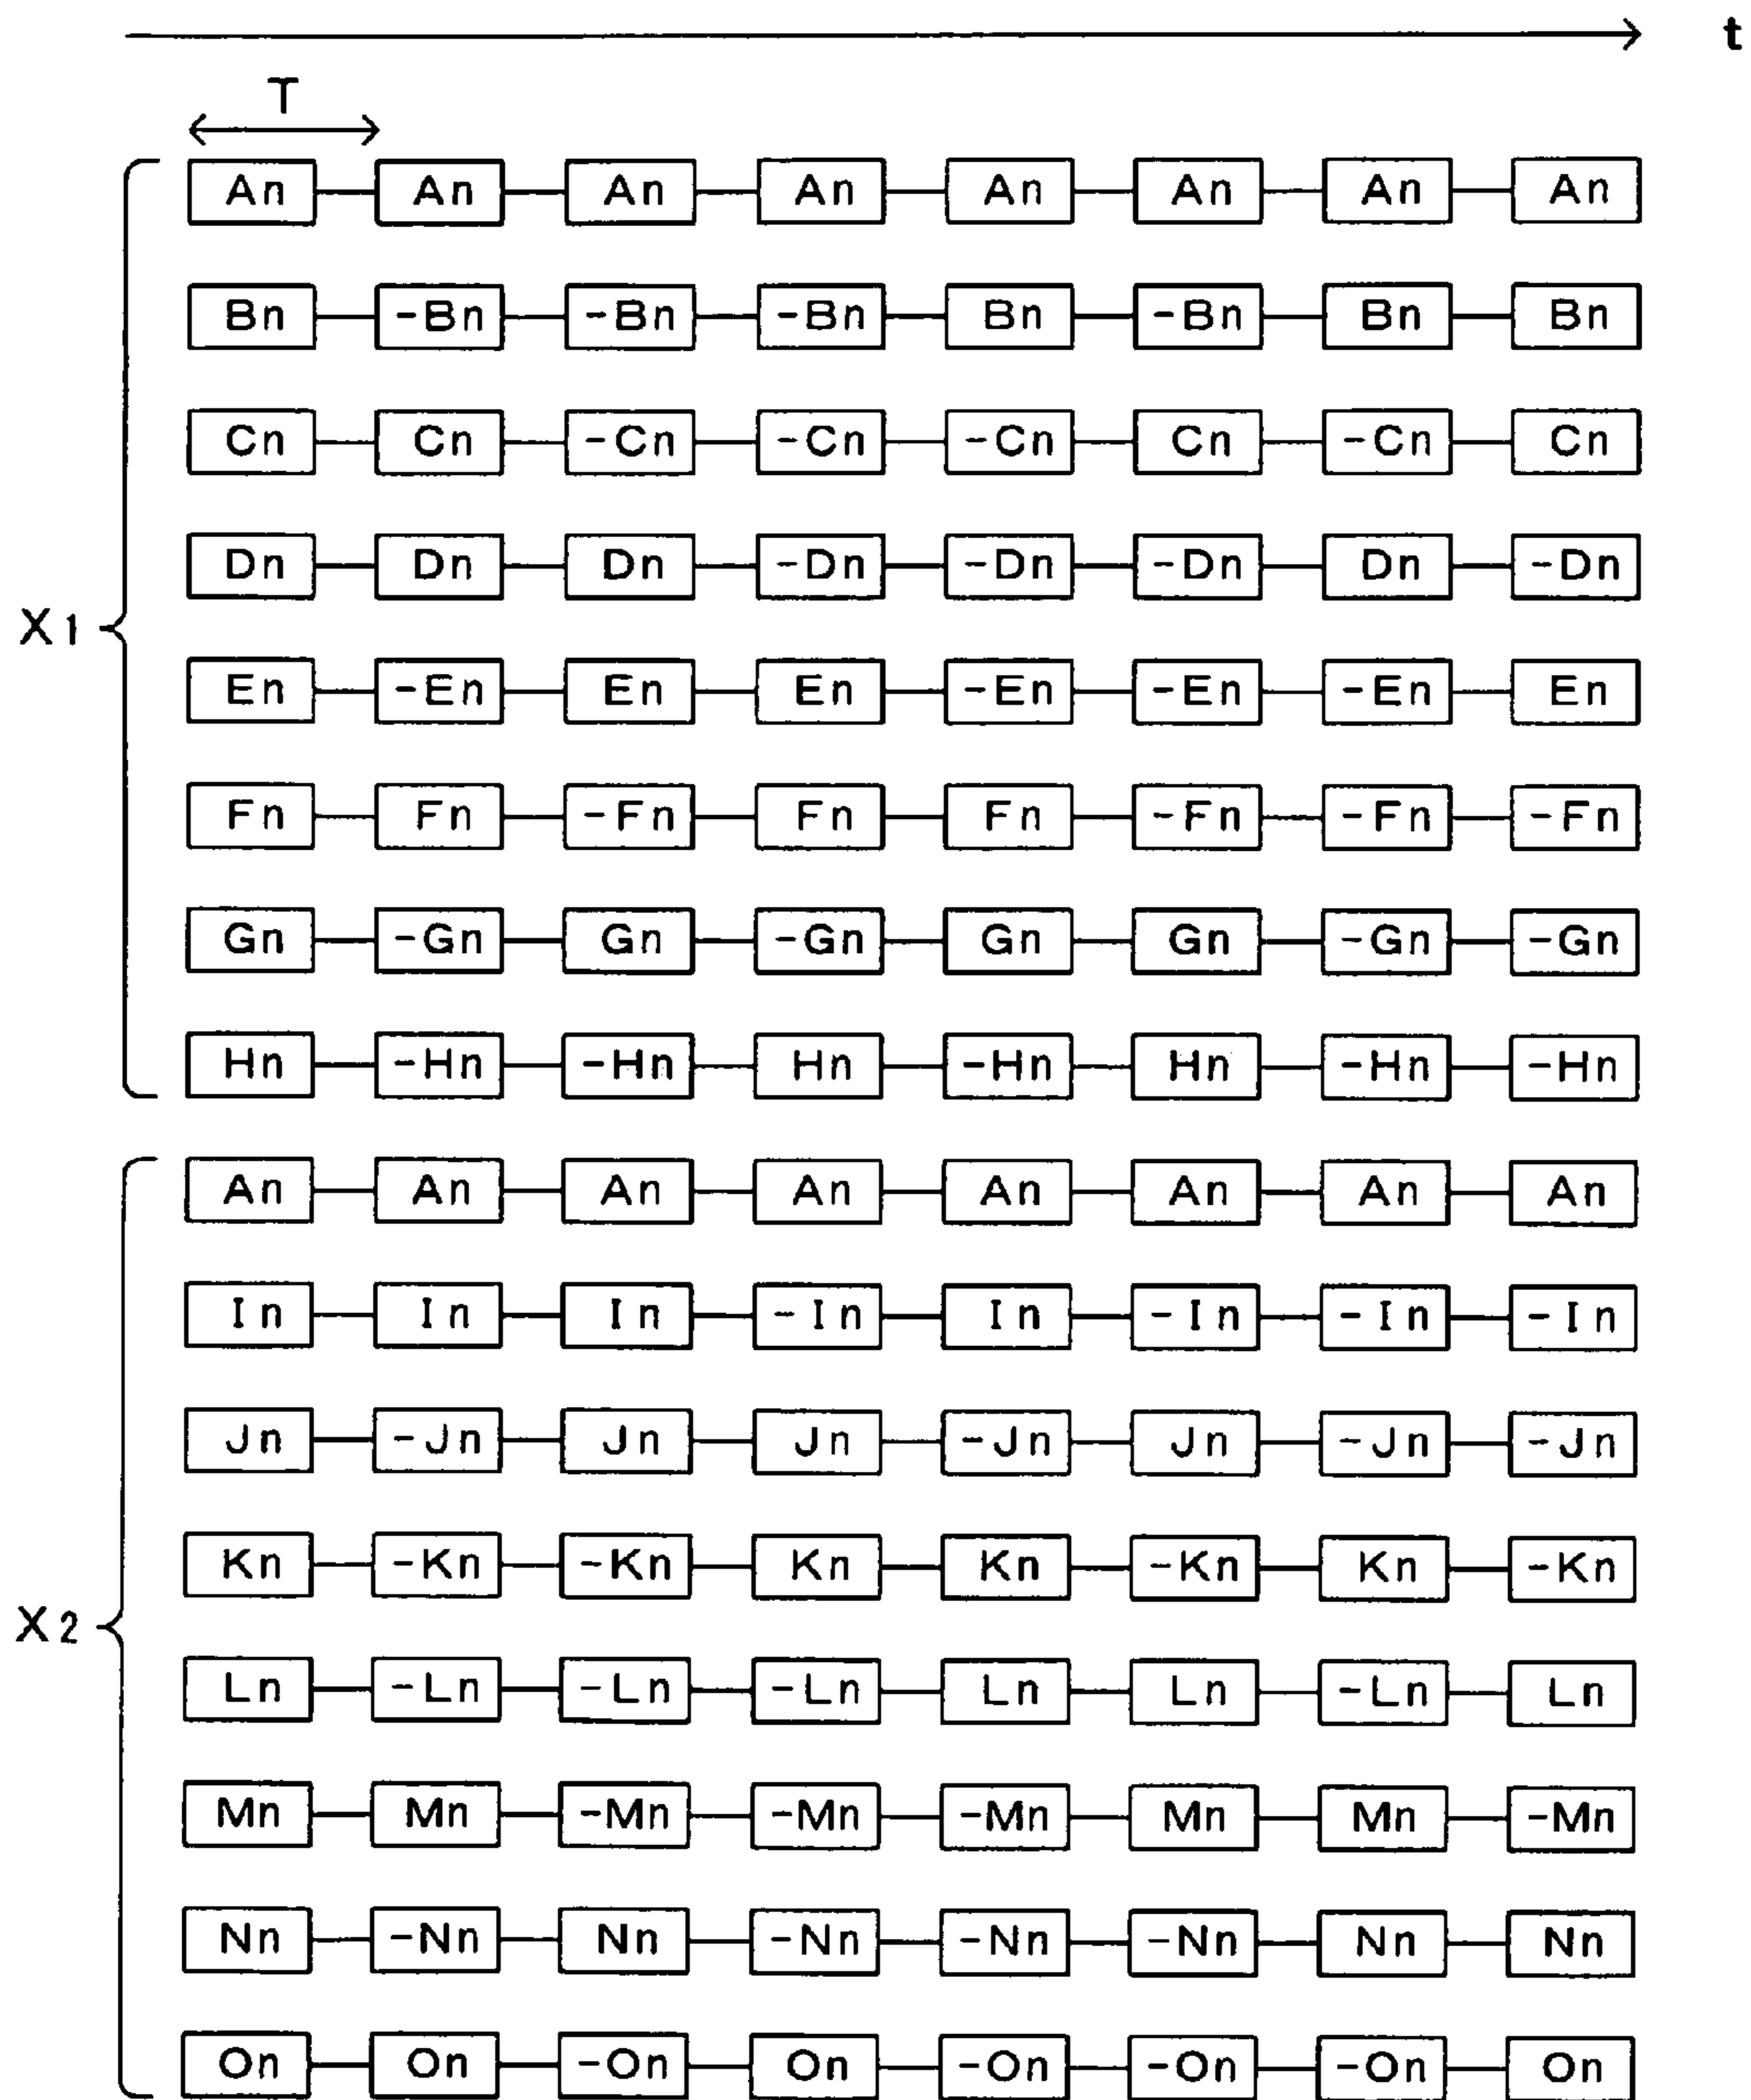 t
T
An An An An An An An An
Bn -Bn -Bn -Bn Bn -Bn Bn Bn
Cn Cn -Cn -Cn -Cn Cn -Cn Cn
Dn Dn Dn -Dn -Dn -Dn Dn -Dn
X1
En -En En En -En -En -En En
Fn Fn -Fn Fn Fn -Fn -Fn -Fn
Gn -Gn Gn -Gn Gn Gn -Gn -Gn
Hn -Hn -Hn Hn -Hn Hn -Hn -Hn
An An An An An An An An
In In In -In In -In -In -In
Jn -Jn Jn Jn -Jn Jn -Jn -Jn
Kn -Kn -Kn Kn Kn -Kn Kn -Kn
X2
Ln -Ln -Ln -Ln Ln Ln -Ln Ln
Mn Mn -Mn -Mn -Mn Mn Mn -Mn
Nn -Nn Nn -Nn -Nn -Nn Nn Nn
On On -On On -On -On -On On